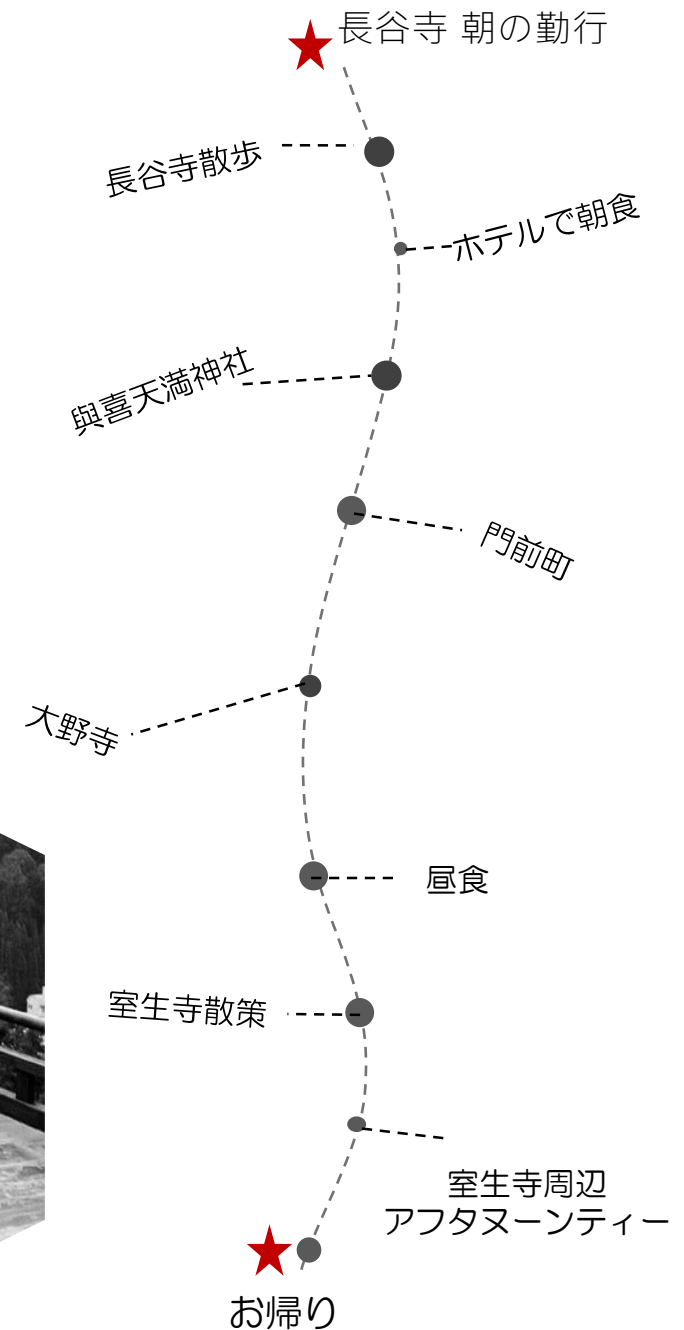 長谷寺 朝の勤行
長谷寺散歩
ホテルで朝食
與喜天満神社
門前町
大野寺
昼食
室生寺散策
室生寺周辺
アフタヌーンティー
お帰り